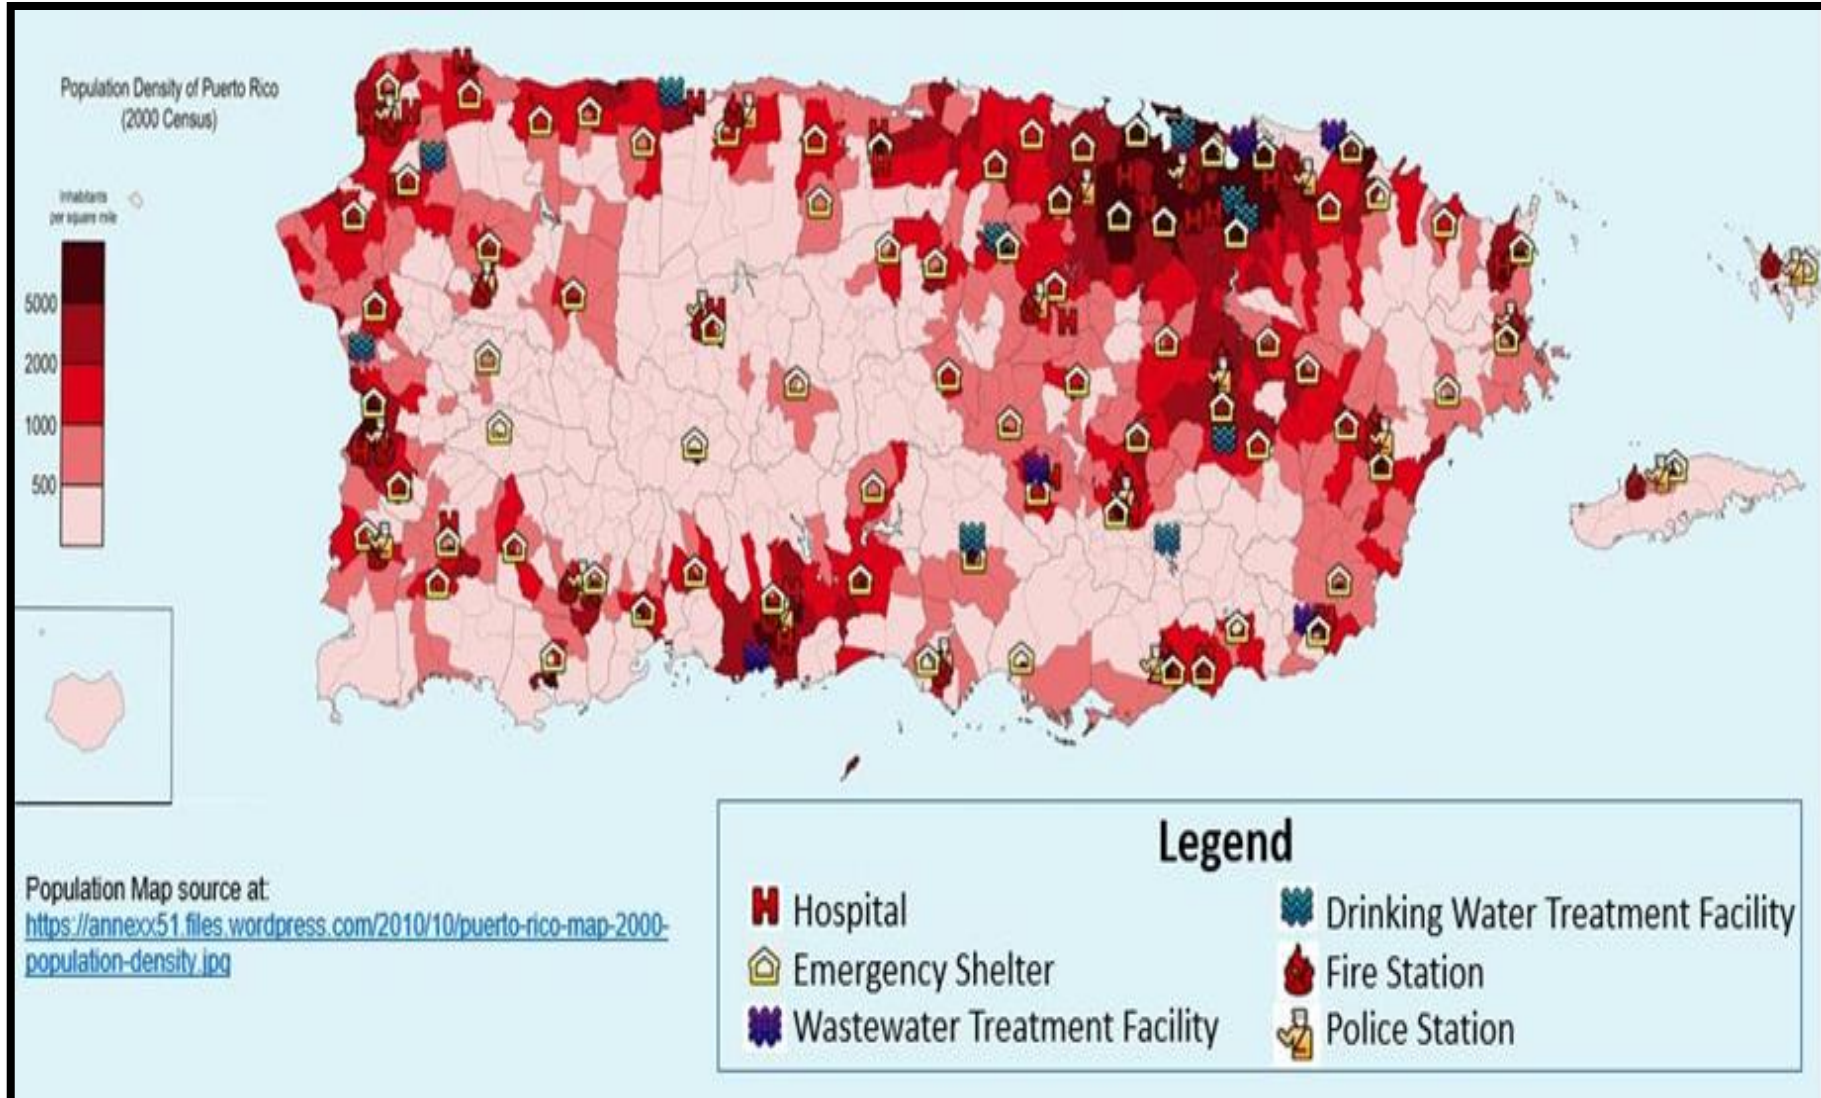 Population Density of Puerto Rico
(2000 Census)
Inhabitants
per square mile
5000
2000
1000
500
Population Map source at:
https://annexx51.files.wordpress.com/2010/10/puerto-rico-map-2000-
population-density.jpg
Legend
H Hospital
Emergency Shelter
Wastewater Treatment Facility
Drinking Water Treatment Facility
Fire Station
Police Station